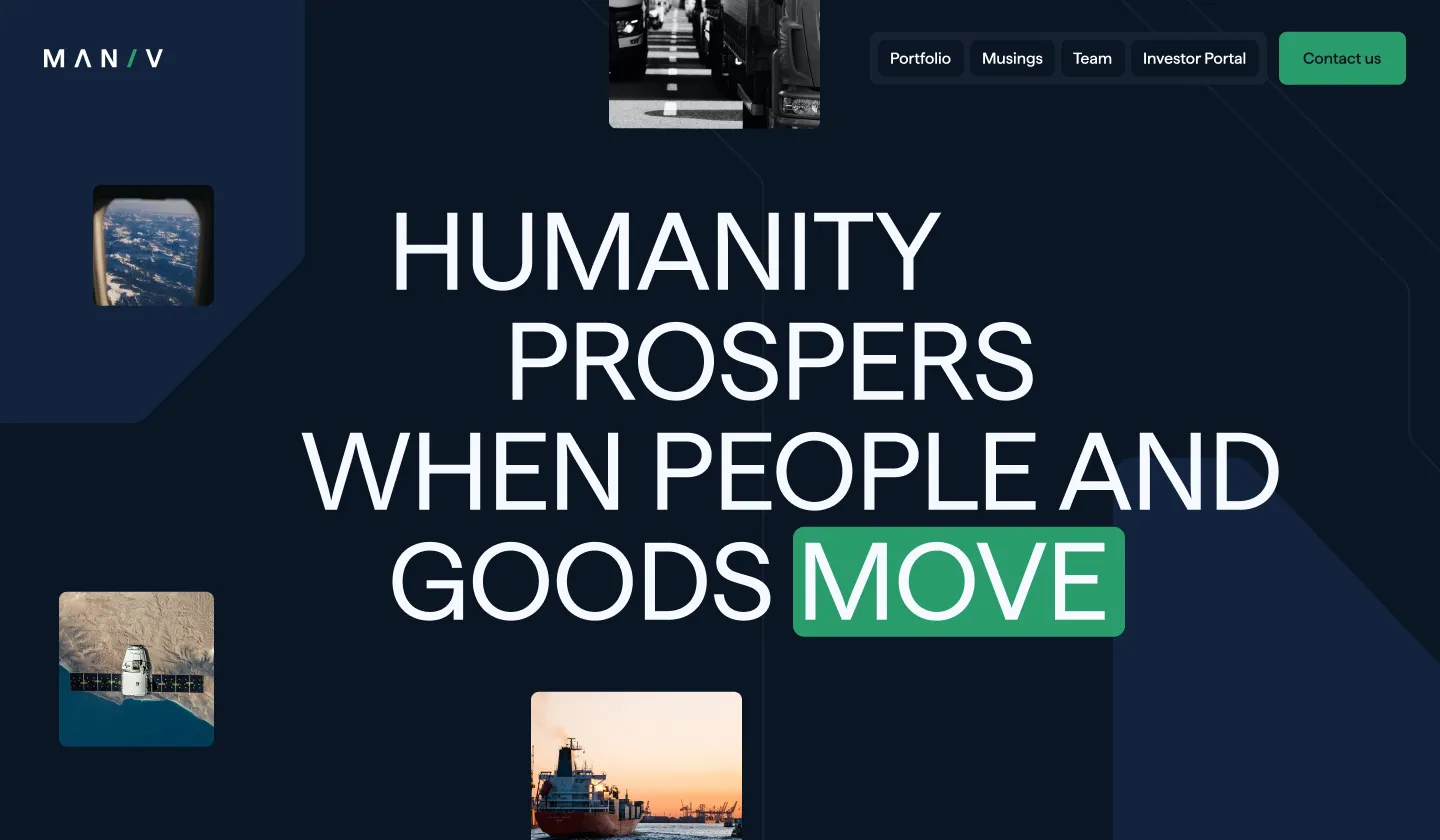 MAN/V
Portfolio
Musings
Team
Investor Portal
Contact us
HUMANITY
PROSPERS
WHEN PEOPLE AND
GOODS MOVE